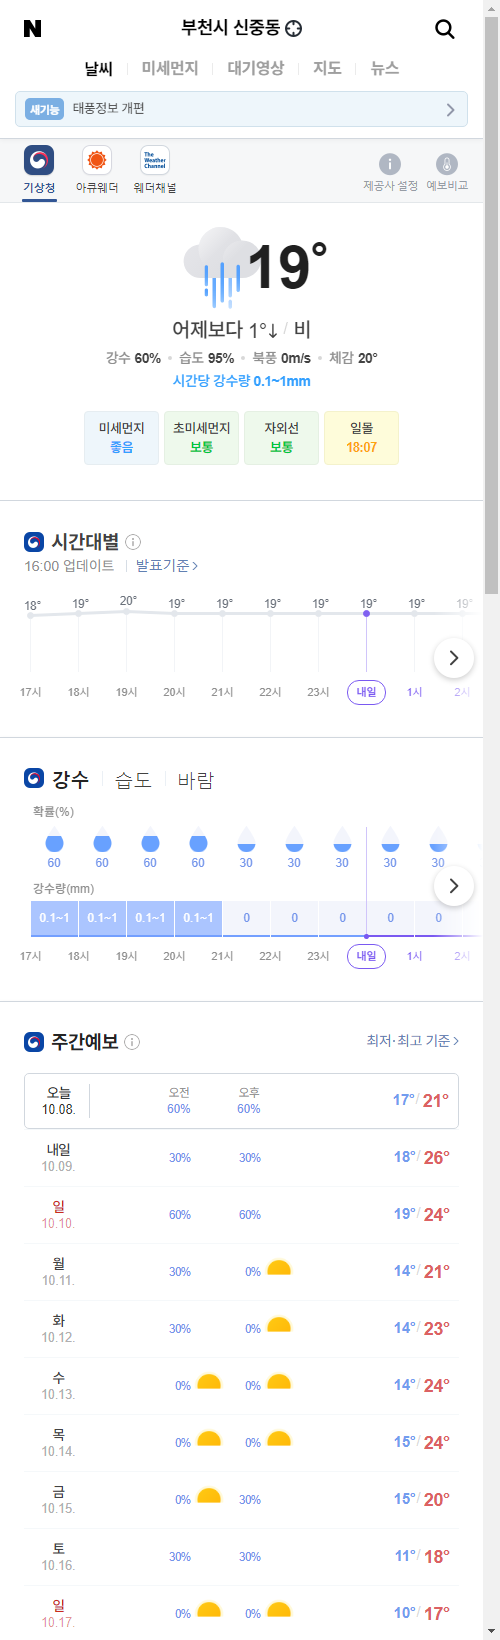 N 부천시 신중동
날씨 미세먼지 대기영상 지도 뉴스
새기능 태풍정보 개편
The Weather Channel
기상청 아큐웨더 웨더채널 제공사 설정 예보비교
19°
어제보다 1°↓ / 비
강수 60% • 습도 95% • 북풍 0m/s • 체감 20°
시간당 강수량 0.1~1mm
미세먼지 초미세먼지 자외선 일몰
좋음 보통 보통 18:07
시간대별
16:00 업데이트 발표기준
18° 19° 20° 19° 19° 19° 19° 19° 19° 19°
17시 18시 19시 20시 21시 22시 23시 내일 1시 2시
강수 습도 바람
확률(%)
60 60 60 60 30 30 30 30 30
강수량(mm)
0.1~1 0.1~1 0.1~1 0.1~1 0 0 0 0 0
17시 18시 19시 20시 21시 22시 23시 내일 1시 2시
주간예보 최저·최고 기준
오늘 오전 오후
10.08. 60% 60% 17°/ 21°
내일
10.09. 30% 30% 18°/ 26°
일
10.10. 60% 60% 19°/ 24°
월
10.11. 30% 0% 14°/ 21°
화
10.12. 30% 0% 14°/ 23°
수
10.13. 0% 0% 14°/ 24°
목
10.14. 0% 0% 15°/ 24°
금
10.15. 0% 30% 15°/ 20°
토
10.16. 30% 30% 11°/ 18°
일
10.17. 0% 0% 10°/ 17°